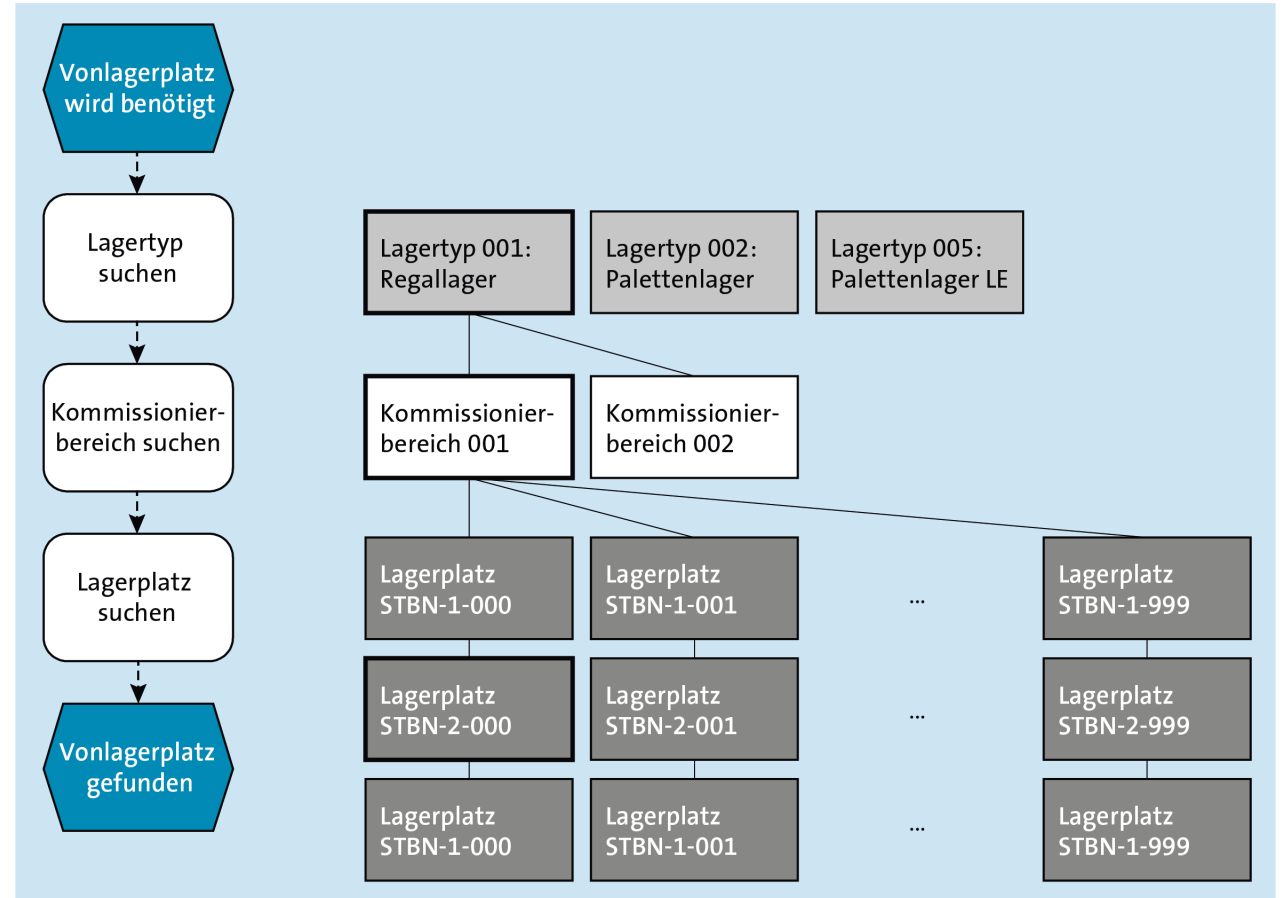 Vonlagerplatz
wird benötigt
Lagertyp
suchen
Lagertyp 001:
Regallager
Lagertyp 002:
Palettenlager
Lagertyp 005:
Palettenlager LE
Kommissionier-
bereich suchen
Kommissionier-
bereich 001
Kommissionier-
bereich 002
Lagerplatz
suchen
Lagerplatz
STBN-1-000
Lagerplatz
STBN-1-001
...
Lagerplatz
STBN-1-999
Lagerplatz
STBN-2-000
Lagerplatz
STBN-2-001
...
Lagerplatz
STBN-2-999
Vonlagerplatz
gefunden
Lagerplatz
STBN-1-000
Lagerplatz
STBN-1-001
...
Lagerplatz
STBN-1-999